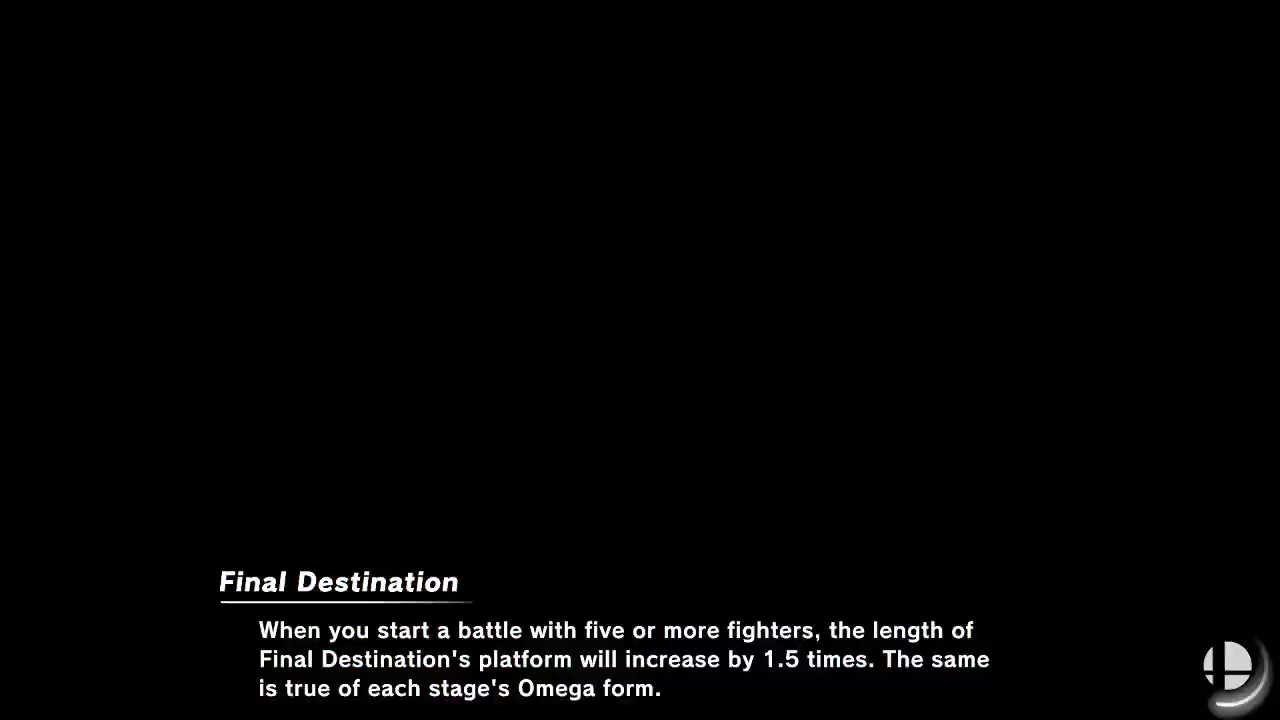 Final Destination
When you start a battle with five or more fighters, the length of
Final Destination's platform will increase by 1.5 times. The same
is true of each stage's Omega form.